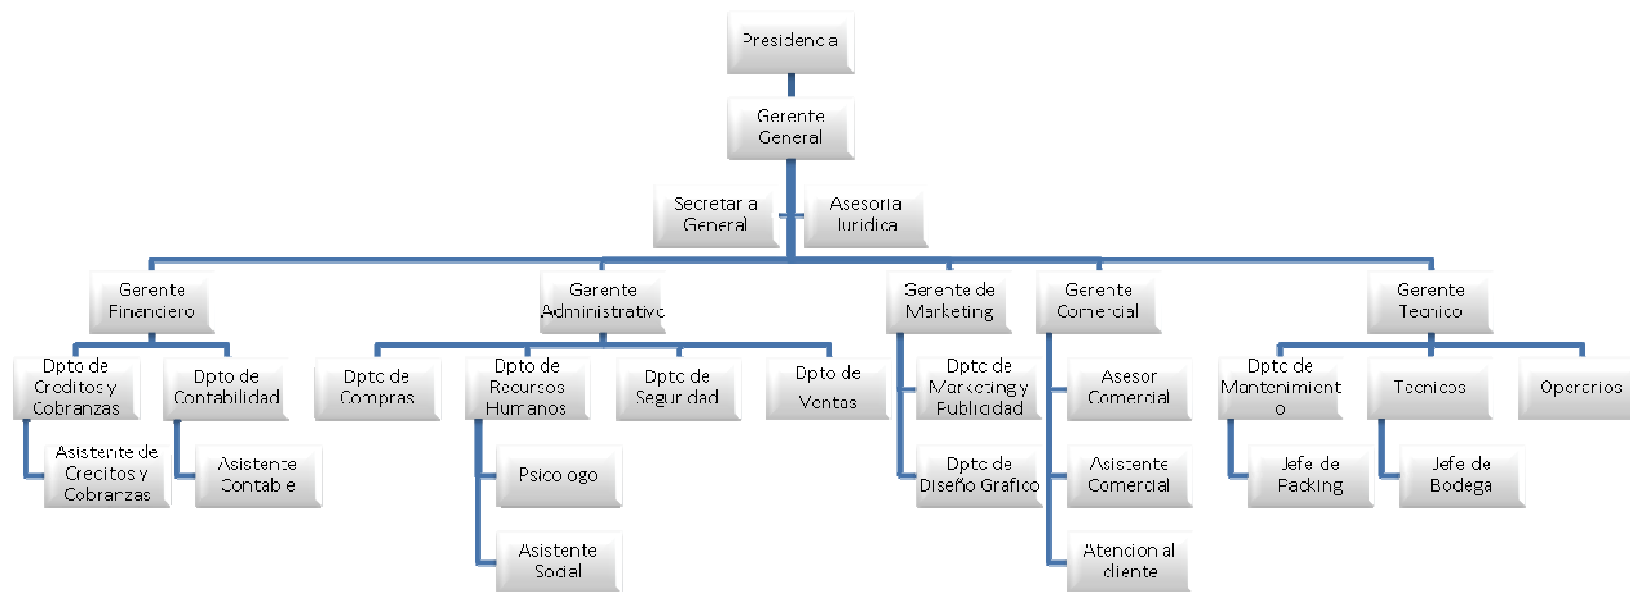 Presidencia
Gerente
General
Secretaria
General
Asesoria
Juridica
Gerente
Financiero
Gerente
Administrativo
Gerente de
Marketing
Gerente
Comercial
Gerente
Tecnico
Dpto de
Creditos y
Cobranzas
Dpto de
Contabilidad
Dpto de
Compras
Dpto de
Recursos
Humanos
Dpto de
Seguridad
Dpto de
Ventas
Dpto de
Marketing y
Publicidad
Asesor
Comercial
Dpto de
Mantenimient
o
Tecnicos
Operarios
Asistente de
Creditos y
Cobranzas
Asistente
Contable
Psicologo
Dpto de
Diseño Gráfico
Asistente
Comercial
Jefe de
Packing
Jefe de
Bodega
Asistente
Social
Atencion al
cliente